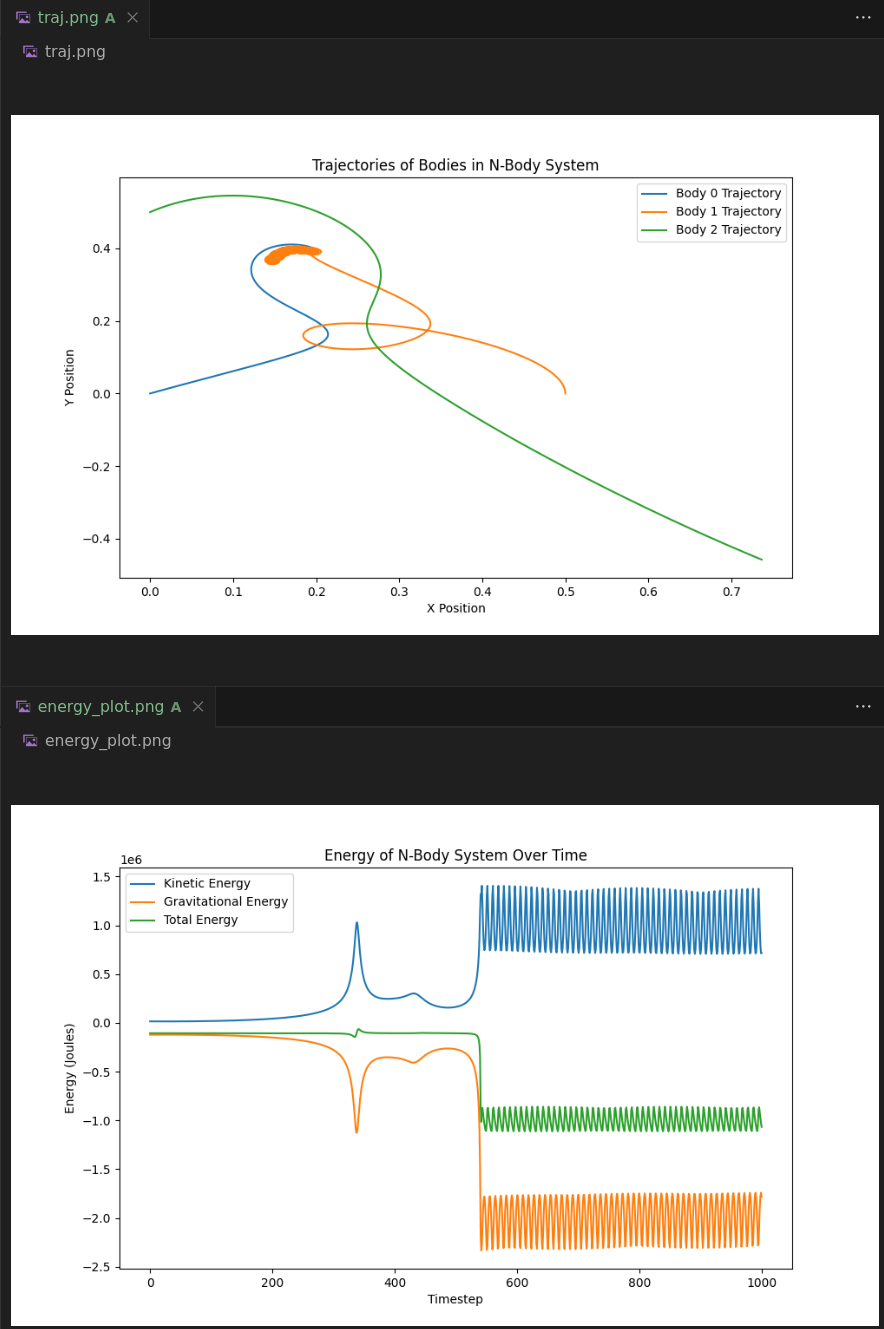 traj.png A
traj.png
Trajectories of Bodies in N-Body System
Body 0 Trajectory
Body 1 Trajectory
Body 2 Trajectory
0.4
0.2
0.0
−0.2
−0.4
Y Position
0.0 0.1 0.2 0.3 0.4 0.5 0.6 0.7
X Position
energy_plot.png A
energy_plot.png
Energy of N-Body System Over Time
1e6
Kinetic Energy
Gravitational Energy
Total Energy
1.5
1.0
0.5
0.0
−0.5
−1.0
−1.5
−2.0
−2.5
Energy (Joules)
0 200 400 600 800 1000
Timestep